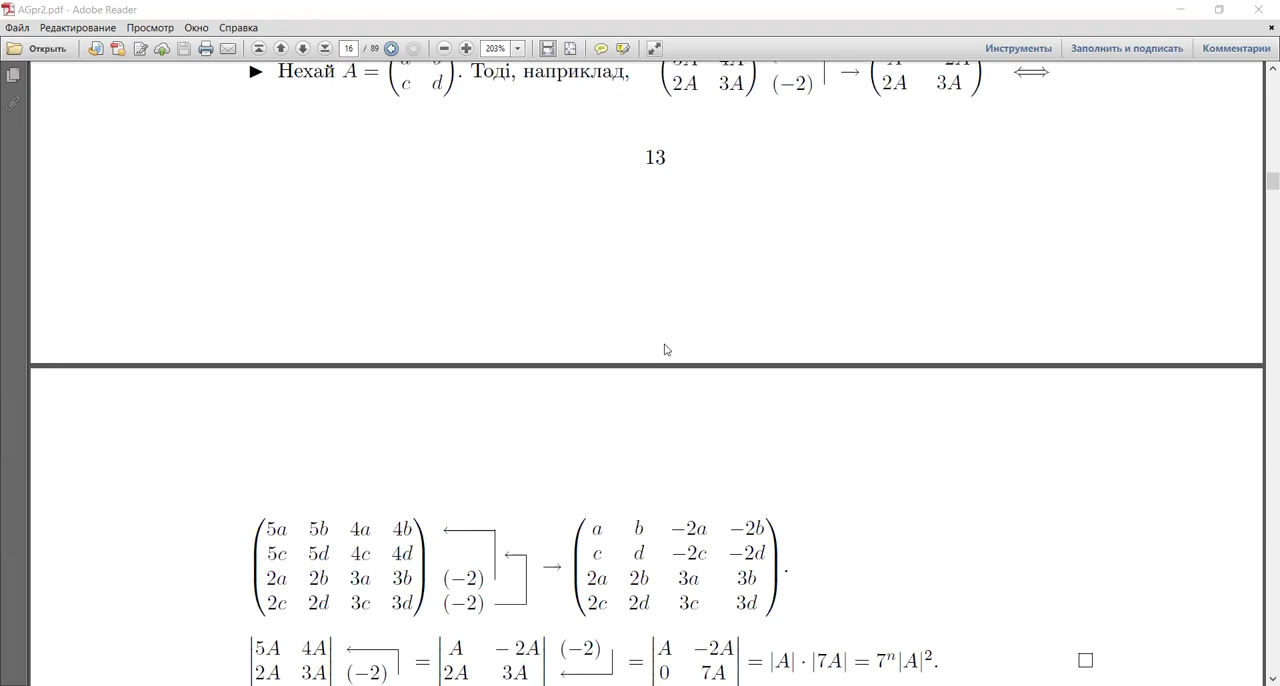 AGpr2.pdf - Adobe Reader
Файл Редактирование Просмотр Окно Справка
Открыть 16 / 89 203% Инструменты Заполнить и подписать Комментарии
► Нехай A = ( c d ). Тоді, наприклад, ( 2A 3A ) (−2) → ( 2A 3A ) ⟺
13
(5a 5b 4a 4b) (a b −2a −2b)
(5c 5d 4c 4d) (c d −2c −2d)
(2a 2b 3a 3b) (−2) → (2a 2b 3a 3b) .
(2c 2d 3c 3d) (−2) (2c 2d 3c 3d)
|5A 4A| |A − 2A| (−2) |A −2A|
|2A 3A| (−2) = |2A 3A| = |0 7A| = |A| · |7A| = 7ⁿ|A|². □